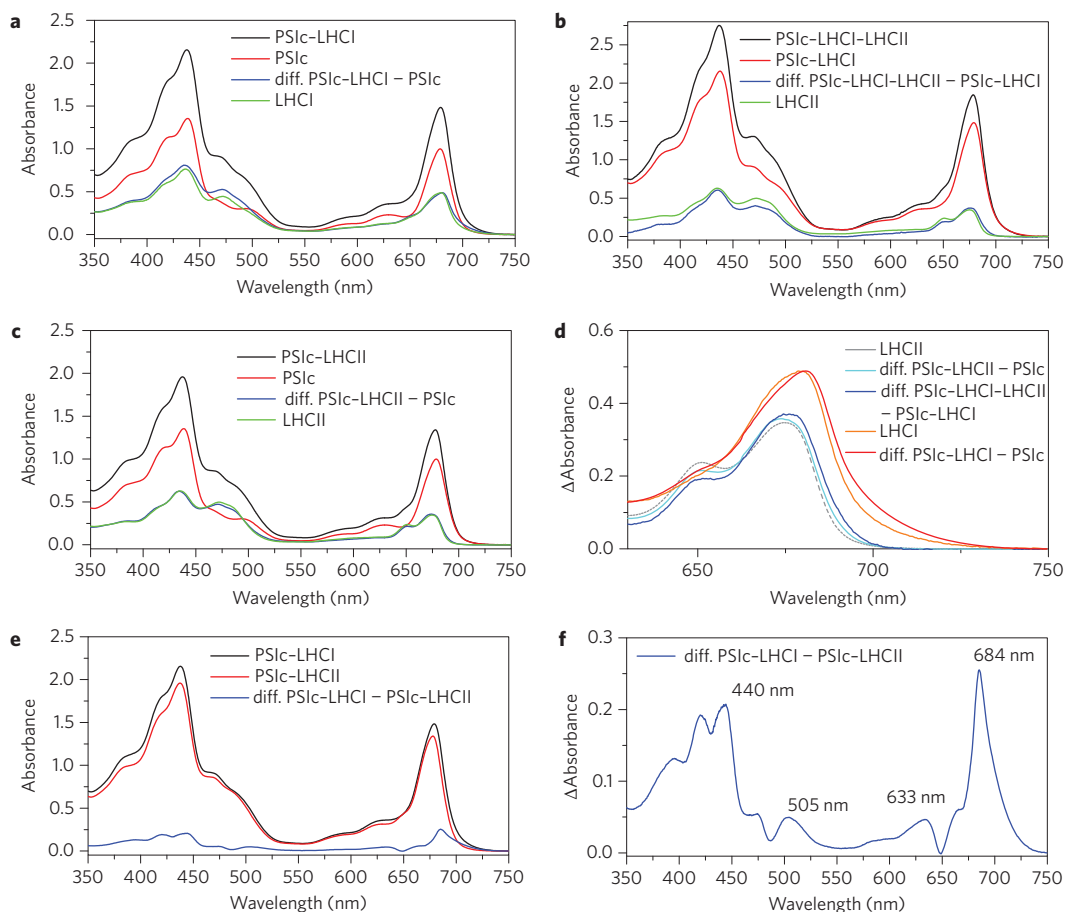 a
2.5
2.0
1.5
1.0
0.5
0.0
Absorbance
PSIc–LHCI
PSIc
diff. PSIc–LHCI – PSIc
LHCI
350 400 450 500 550 600 650 700 750
Wavelength (nm)
b
2.5
2.0
1.5
1.0
0.5
0.0
Absorbance
PSIc–LHCI–LHCII
PSIc–LHCI
diff. PSIc–LHCI–LHCII – PSIc–LHCI
LHCII
350 400 450 500 550 600 650 700 750
Wavelength (nm)
c
2.5
2.0
1.5
1.0
0.5
0.0
Absorbance
PSIc–LHCII
PSIc
diff. PSIc–LHCII – PSIc
LHCII
350 400 450 500 550 600 650 700 750
Wavelength (nm)
d
0.6
0.4
0.2
0.0
ΔAbsorbance
LHCII
diff. PSIc–LHCII – PSIc
diff. PSIc–LHCI–LHCII
– PSIc–LHCI
LHCI
diff. PSIc–LHCI – PSIc
650 700 750
Wavelength (nm)
e
2.5
2.0
1.5
1.0
0.5
0.0
Absorbance
PSIc–LHCI
PSIc–LHCII
diff. PSIc–LHCI – PSIc–LHCII
350 400 450 500 550 600 650 700 750
Wavelength (nm)
f
0.3
0.2
0.1
0.0
ΔAbsorbance
diff. PSIc–LHCI – PSIc–LHCII
684 nm
440 nm
505 nm
633 nm
350 400 450 500 550 600 650 700 750
Wavelength (nm)